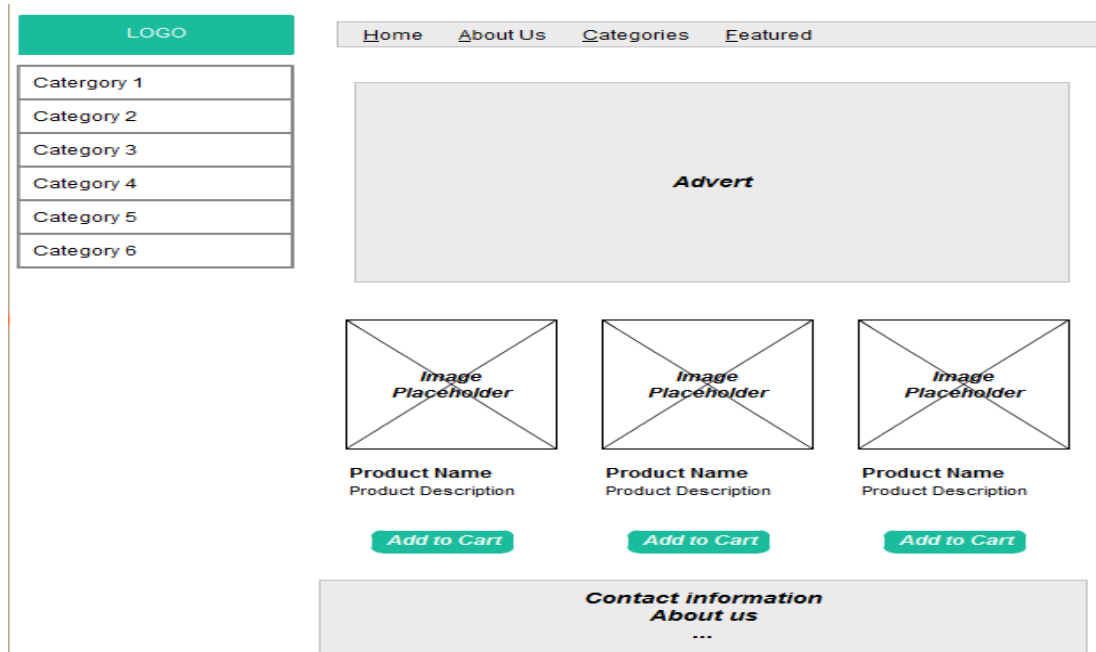 LOGO
Catergory 1
Category 2
Category 3
Category 4
Category 5
Category 6
Home About Us Categories Featured
Advert
Image
Placeholder
Image
Placeholder
Image
Placeholder
Product Name
Product Description
Add to Cart
Product Name
Product Description
Add to Cart
Product Name
Product Description
Add to Cart
Contact information
About us
...